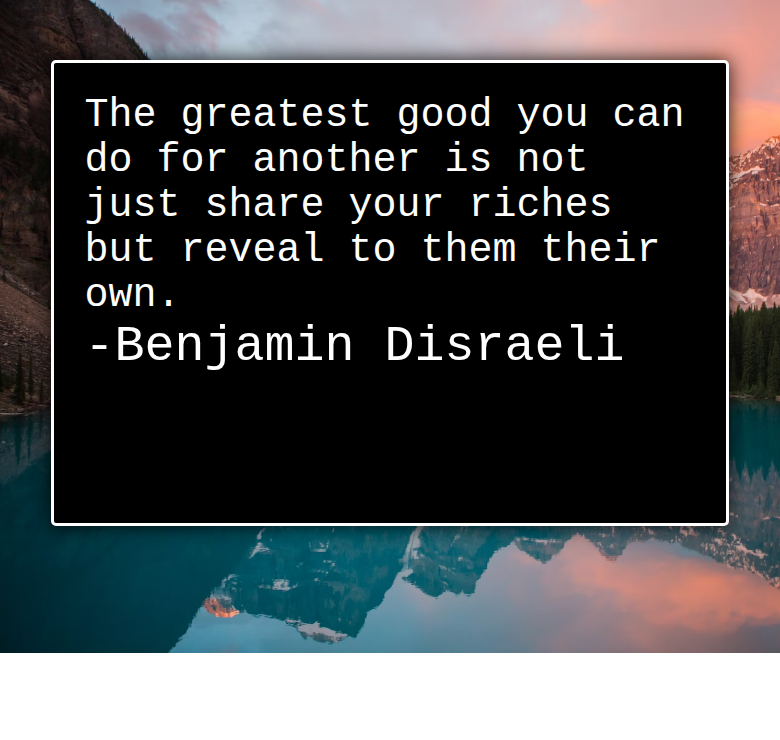 The greatest good you can
do for another is not
just share your riches
but reveal to them their
own.
-Benjamin Disraeli